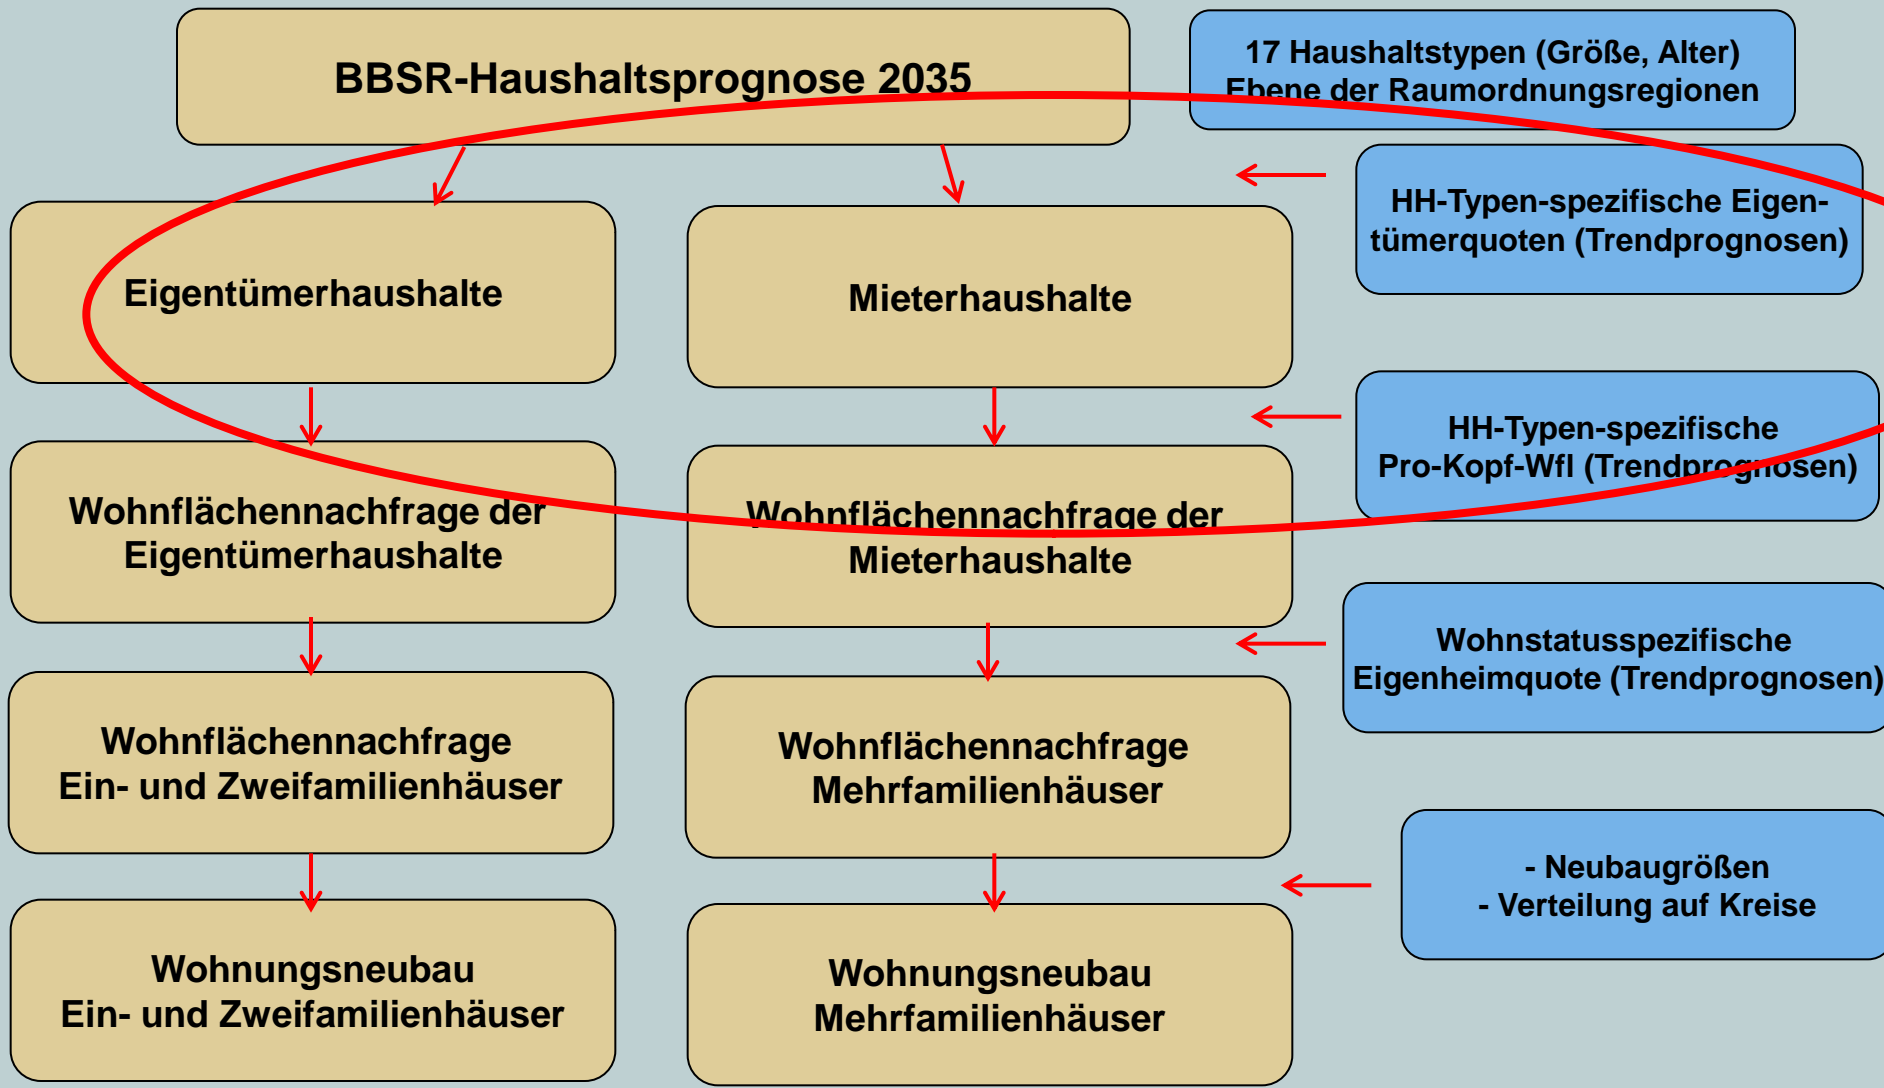 BBSR-Haushaltsprognose 2035
17 Haushaltstypen (Größe, Alter)
Ebene der Raumordnungsregionen
HH-Typen-spezifische Eigen-
tümerquoten (Trendprognosen)
Eigentümerhaushalte
Mieterhaushalte
HH-Typen-spezifische
Pro-Kopf-Wfl (Trendprognosen)
Wohnflächennachfrage der
Eigentümerhaushalte
Wohnflächennachfrage der
Mieterhaushalte
Wohnstatusspezifische
Eigenheimquote (Trendprognosen)
Wohnflächennachfrage
Ein- und Zweifamilienhäuser
Wohnflächennachfrage
Mehrfamilienhäuser
- Neubaugrößen
- Verteilung auf Kreise
Wohnungsneubau
Ein- und Zweifamilienhäuser
Wohnungsneubau
Mehrfamilienhäuser